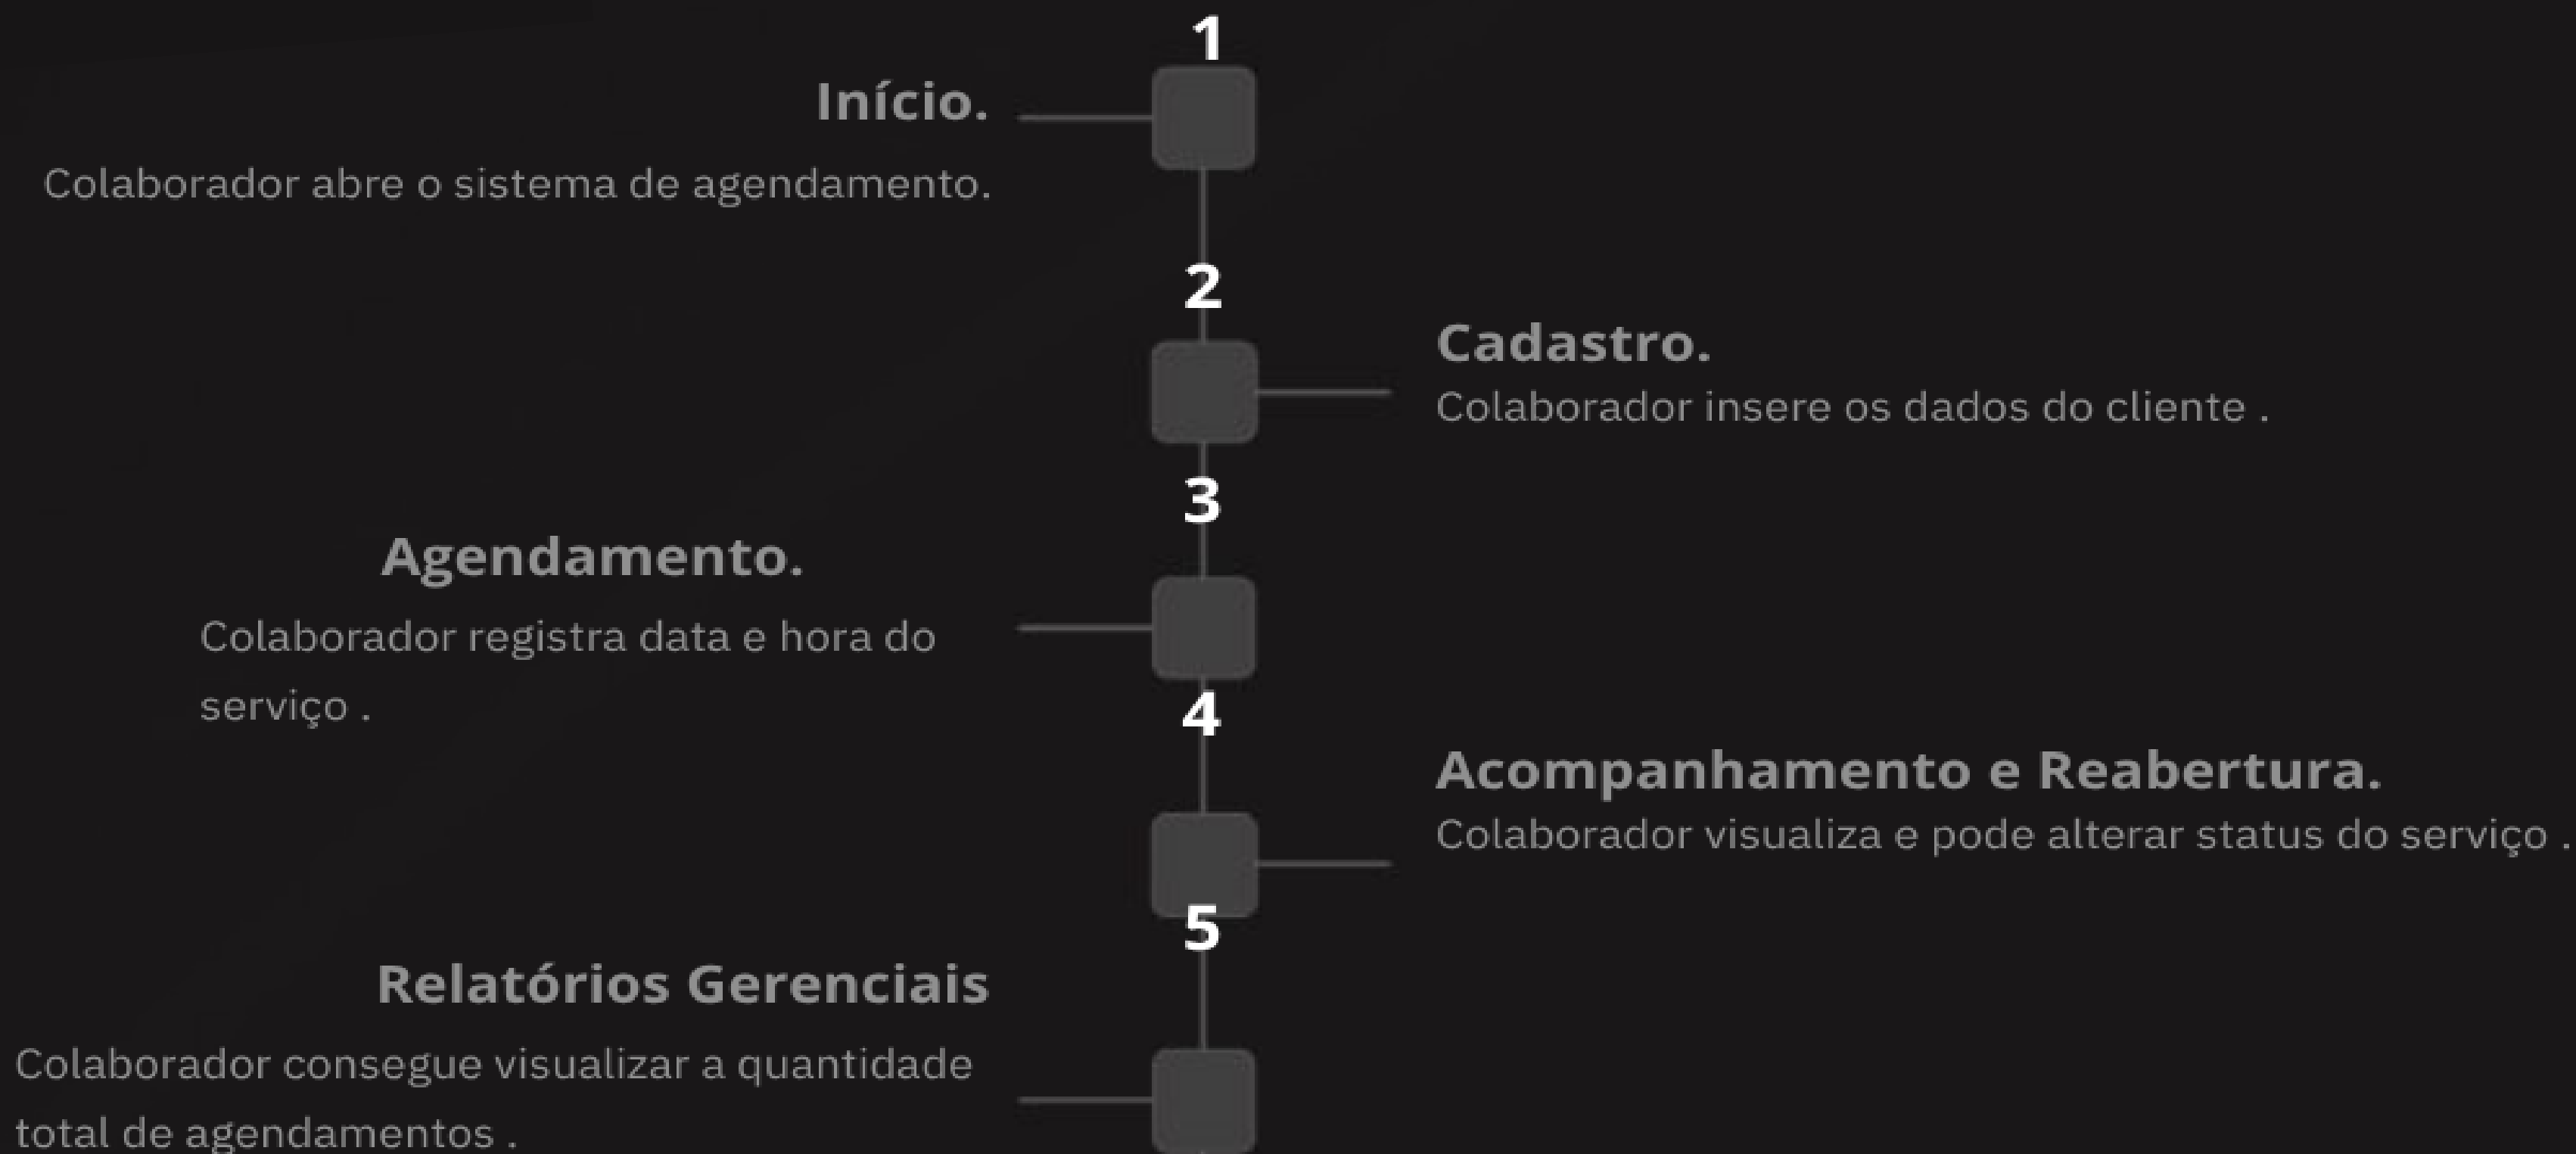 1
Início.
Colaborador abre o sistema de agendamento.
2
Cadastro.
Colaborador insere os dados do cliente .
3
Agendamento.
Colaborador registra data e hora do
serviço .
4
Acompanhamento e Reabertura.
Colaborador visualiza e pode alterar status do serviço .
5
Relatórios Gerenciais
Colaborador consegue visualizar a quantidade
total de agendamentos .